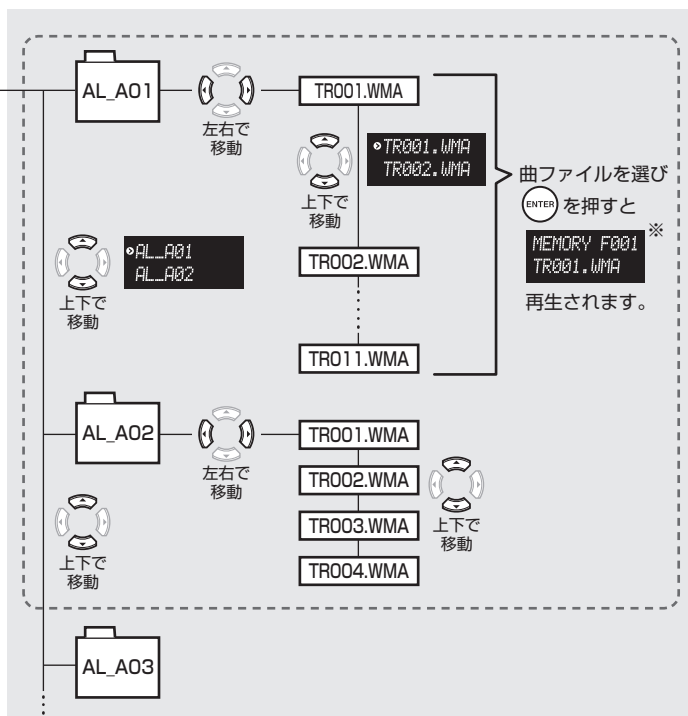 AL_A01
左右で
移動
TR001.WMA
上下で
移動
TR001.WMA
TR002.WMA
曲ファイルを選び
ENTER を押すと
MEMORY F001 ※
TR001.WMA
再生されます。
上下で
移動
AL_A01
AL_A02
TR002.WMA
TR011.WMA
AL_A02
左右で
移動
TR001.WMA
TR002.WMA
TR003.WMA
TR004.WMA
上下で
移動
上下で
移動
AL_A03